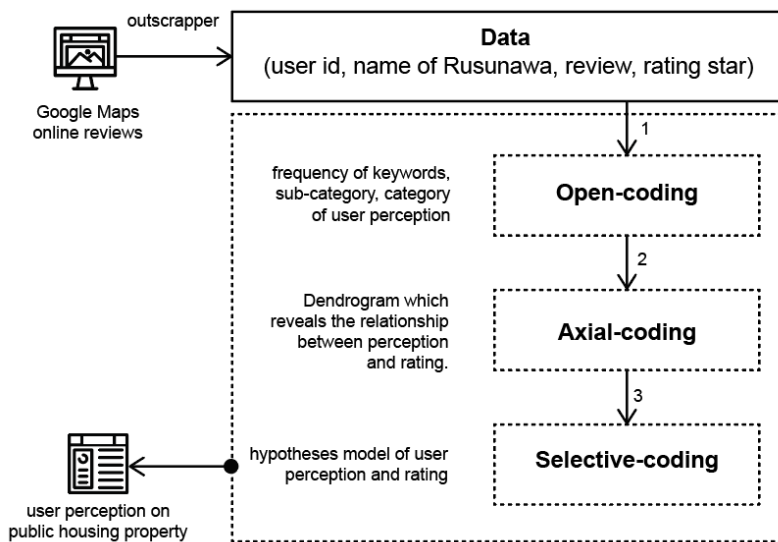 outscrapper
Data
(user id, name of Rusunawa, review, rating star)
Google Maps
online reviews
1
frequency of keywords,
sub-category, category
of user perception
Open-coding
2
Dendrogram which
reveals the relationship
between perception
and rating.
Axial-coding
3
hypotheses model of user
perception and rating
Selective-coding
user perception on
public housing property